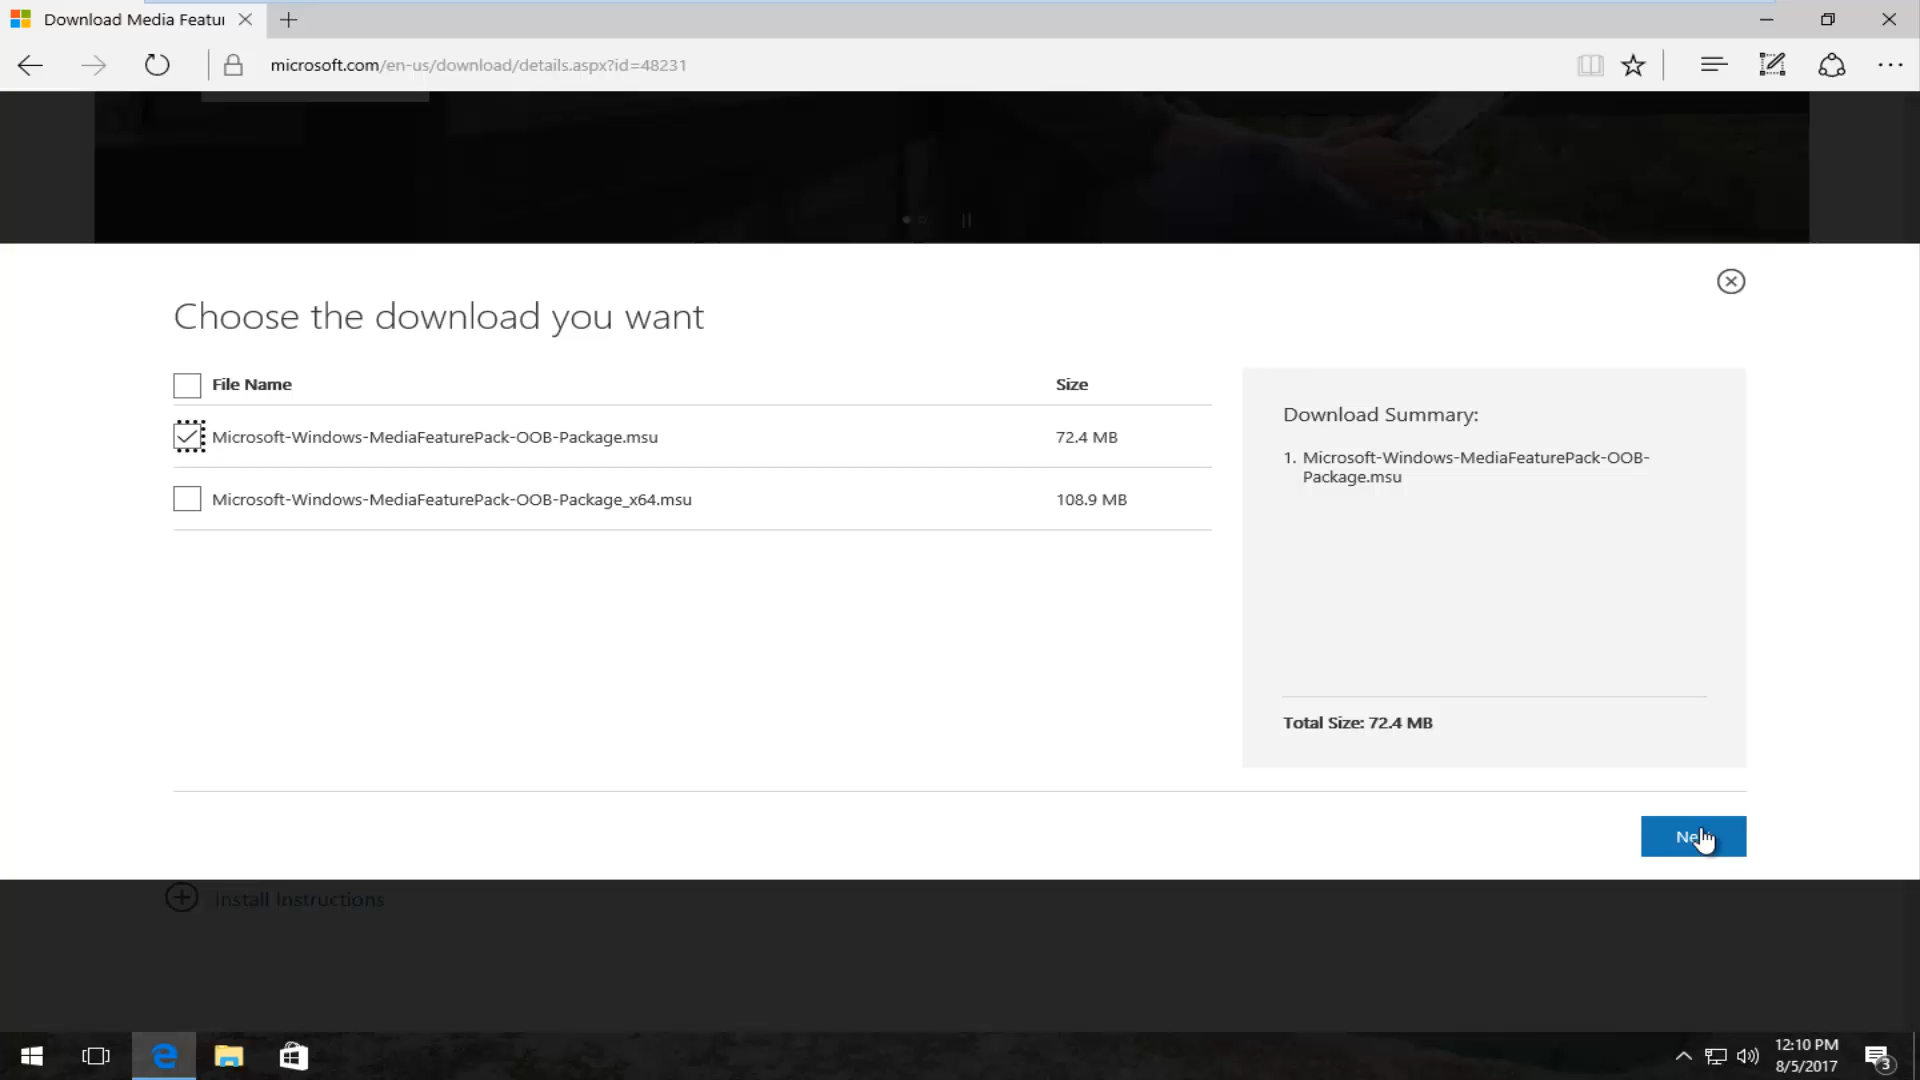 Download Media Featur
microsoft.com/en-us/download/details.aspx?id=48231
Choose the download you want
File Name Size
Microsoft-Windows-MediaFeaturePack-OOB-Package.msu 72.4 MB
Microsoft-Windows-MediaFeaturePack-OOB-Package_x64.msu 108.9 MB
Download Summary:
1. Microsoft-Windows-MediaFeaturePack-OOB-
Package.msu
Total Size: 72.4 MB
Install Instructions
12:10 PM
8/5/2017
3